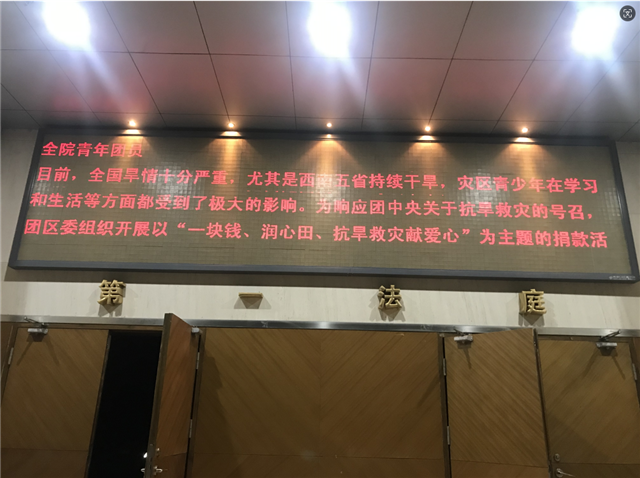 全院青年团员
目前，全国旱情十分严重，尤其是西南五省持续干旱，灾区青少年在学习
和生活等方面都受到了极大的影响。为响应团中央关于抗旱救灾的号召，
团区委组织开展以“一块钱、润心田、抗旱救灾献爱心”为主题的捐款活
第一法庭